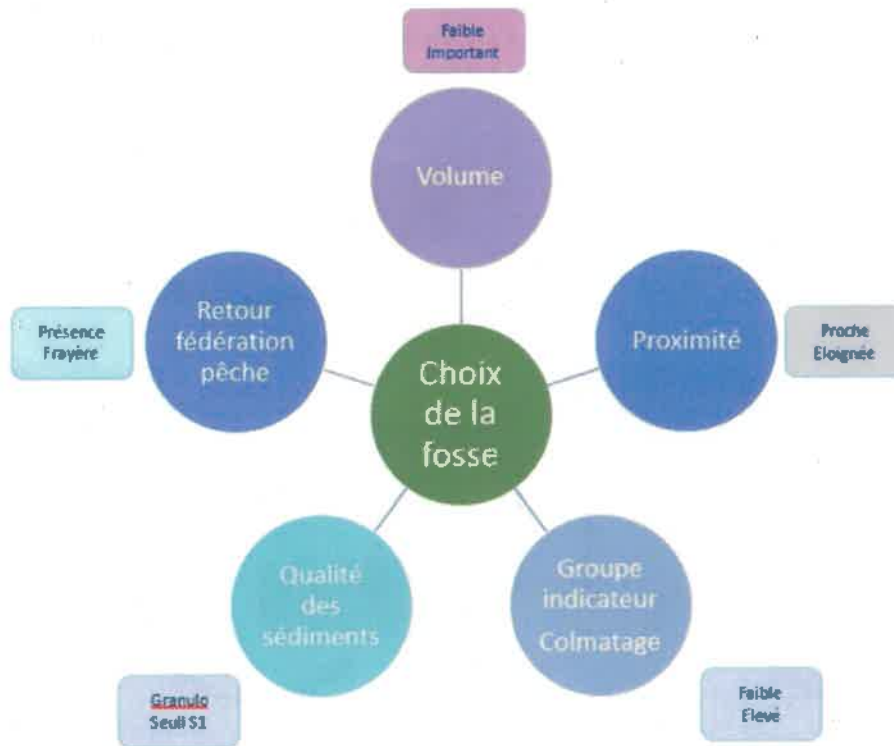 Faible
Important
Volume
Retour
fédération
pêche
Présence
Frayère
Proximité
Proche
Eloignée
Choix
de la
fosse
Qualité
des
sédiments
Granulo
Seuil S1
Groupe
indicateur
Colmatage
Faible
Elevé